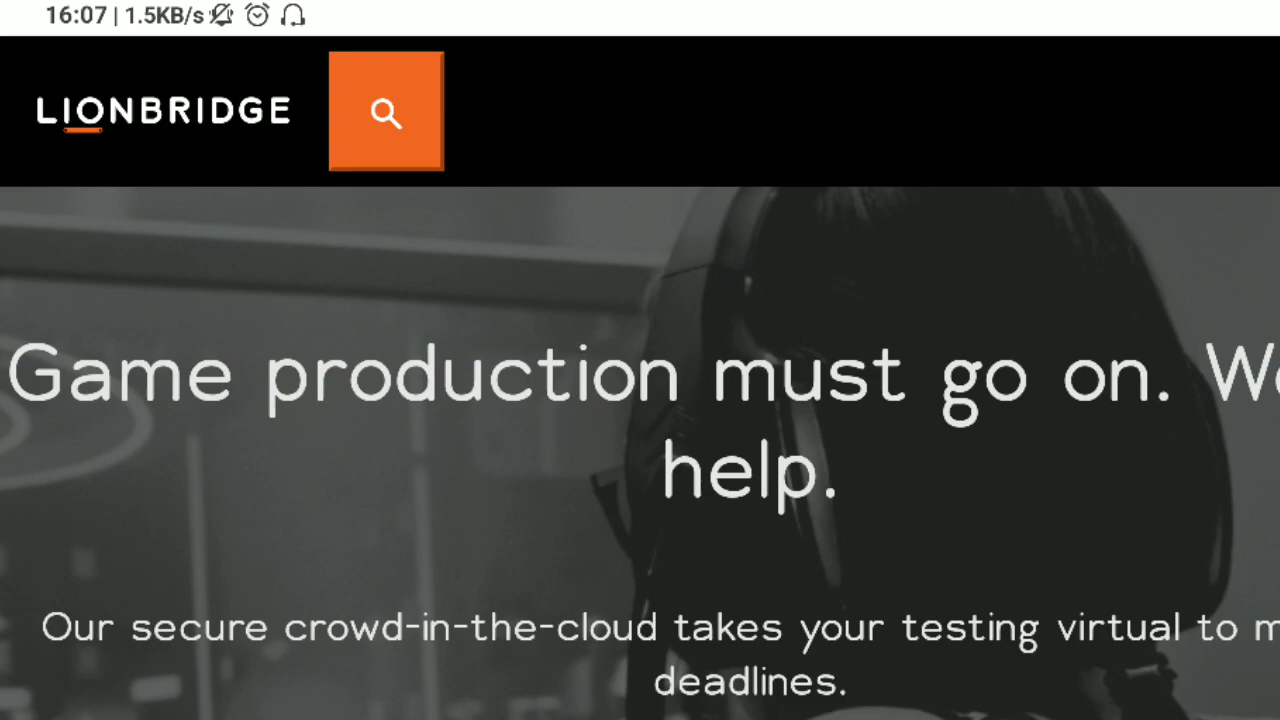 16:07 | 1.5KB/s
LIONBRIDGE
Game production must go on. We
help.
Our secure crowd-in-the-cloud takes your testing virtual to m
deadlines.